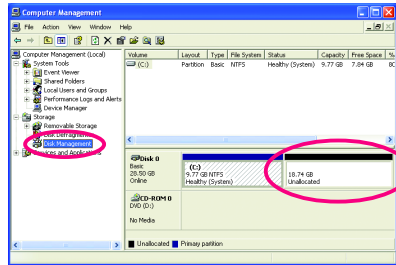 Computer Management
File Action View Window Help
Computer Management (Local)
System Tools
Event Viewer
Shared Folders
Local Users and Groups
Performance Logs and Alerts
Device Manager
Storage
Removable Storage
Disk Defragmenter
Disk Management
Services and Applications
Volume Layout Type File System Status Capacity Free Space %
(C:) Partition Basic NTFS Healthy (System) 9.77 GB 7.84 GB 80
Disk 0
Basic
28.50 GB
Online
(C:)
9.77 GB NTFS
Healthy (System)
18.74 GB
Unallocated
CD-ROM 0
DVD (D:)
No Media
Unallocated Primary partition